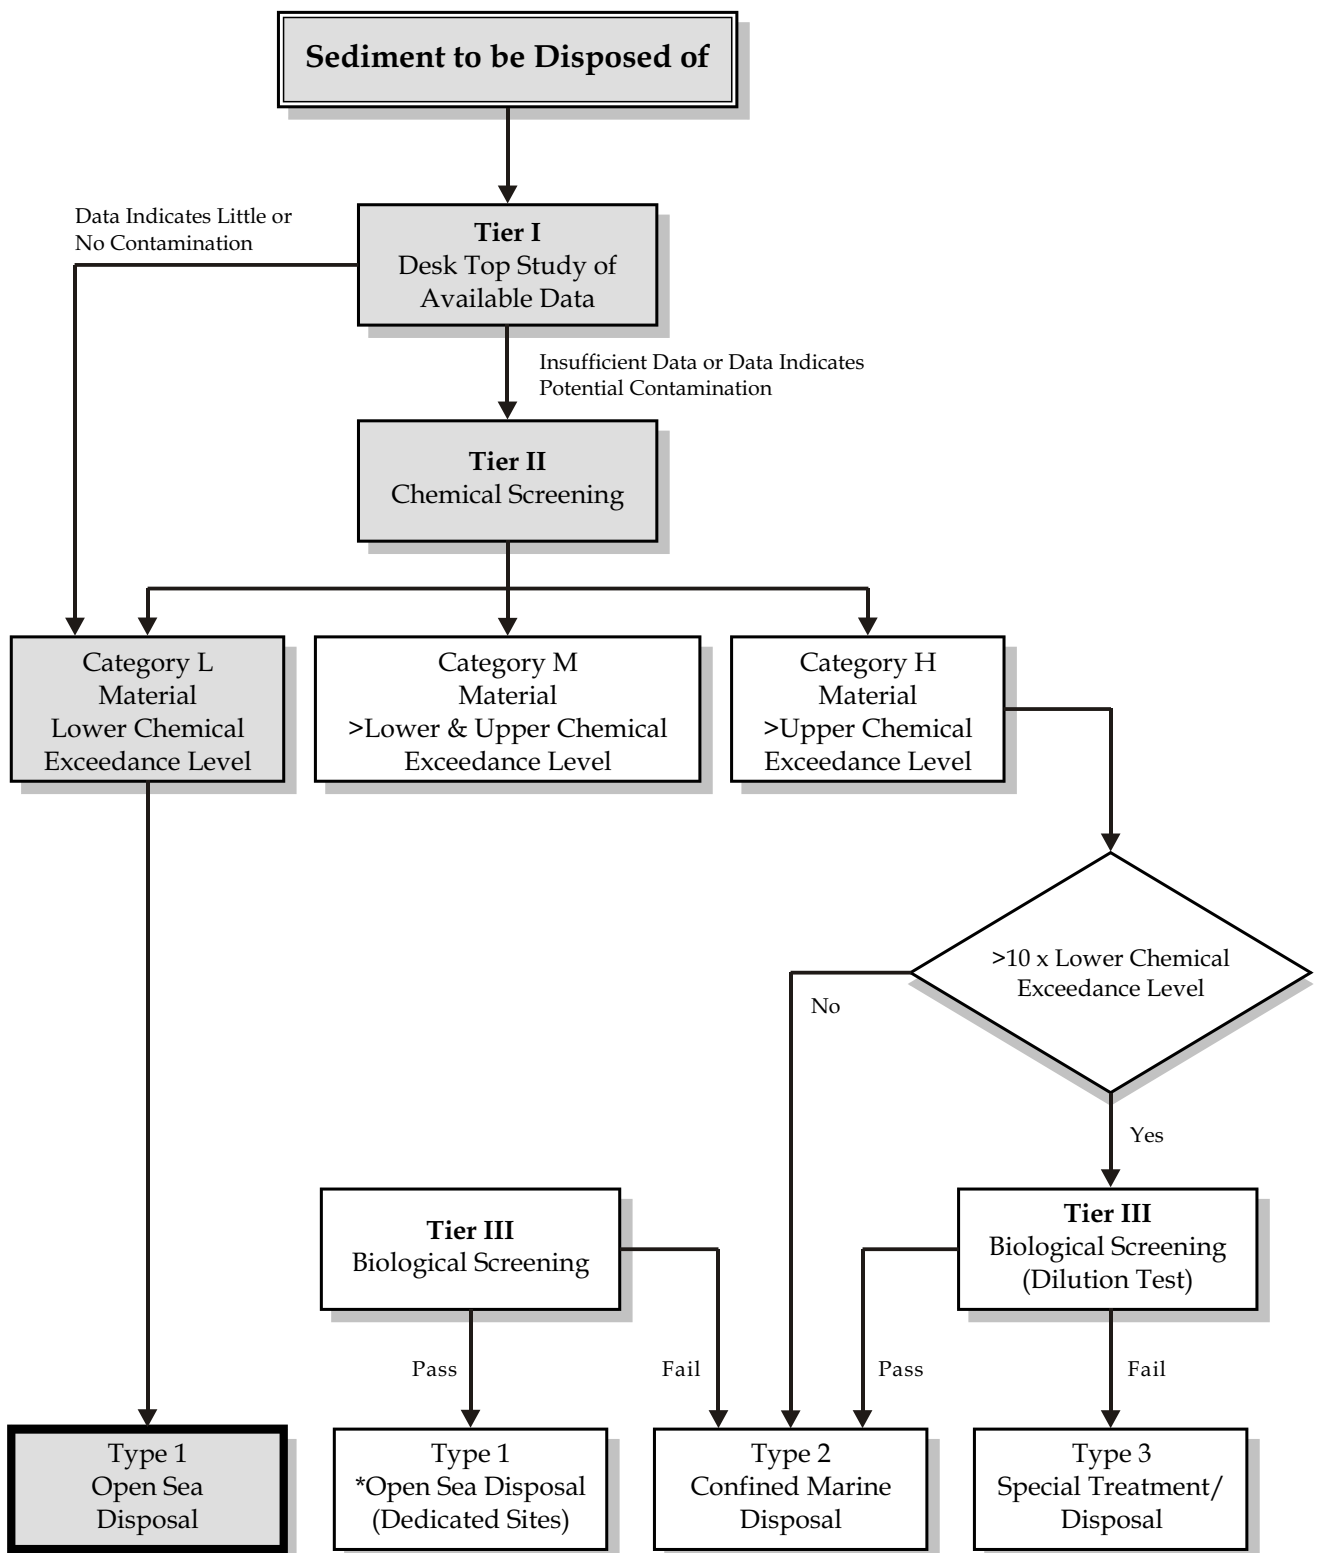 Sediment to be Disposed of
Data Indicates Little or
No Contamination
Tier I
Desk Top Study of
Available Data
Insufficient Data or Data Indicates
Potential Contamination
Tier II
Chemical Screening
Category L
Material
Lower Chemical
Exceedance Level
Category M
Material
>Lower & Upper Chemical
Exceedance Level
Category H
Material
>Upper Chemical
Exceedance Level
>10 x Lower Chemical
Exceedance Level
No
Yes
Tier III
Biological Screening
Tier III
Biological Screening
(Dilution Test)
Pass
Fail
Pass
Fail
Type 1
Open Sea
Disposal
Type 1
*Open Sea Disposal
(Dedicated Sites)
Type 2
Confined Marine
Disposal
Type 3
Special Treatment/
Disposal